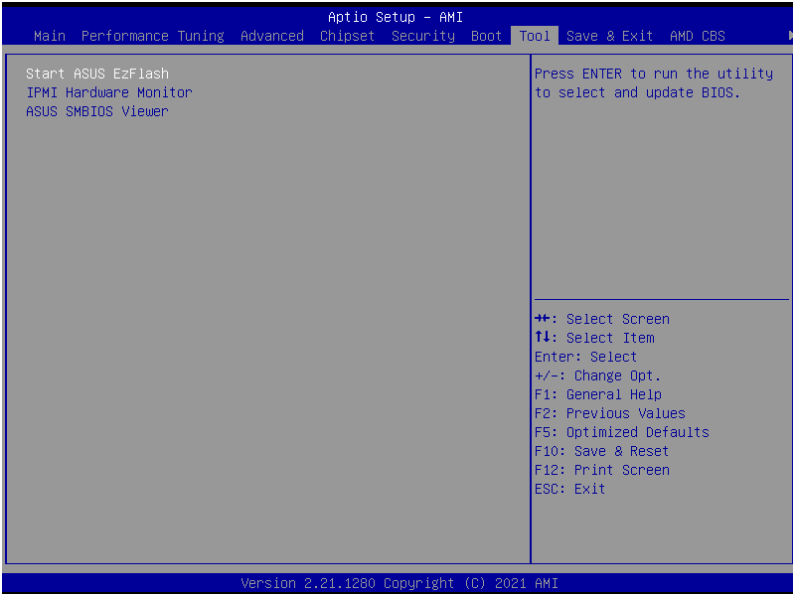 Aptio Setup – AMI
Main Performance Tuning Advanced Chipset Security Boot Tool Save & Exit AMD CBS
Start ASUS EzFlash
IPMI Hardware Monitor
ASUS SMBIOS Viewer
Press ENTER to run the utility
to select and update BIOS.
→←: Select Screen
↑↓: Select Item
Enter: Select
+/-: Change Opt.
F1: General Help
F2: Previous Values
F5: Optimized Defaults
F10: Save & Reset
F12: Print Screen
ESC: Exit
Version 2.21.1280 Copyright (C) 2021 AMI